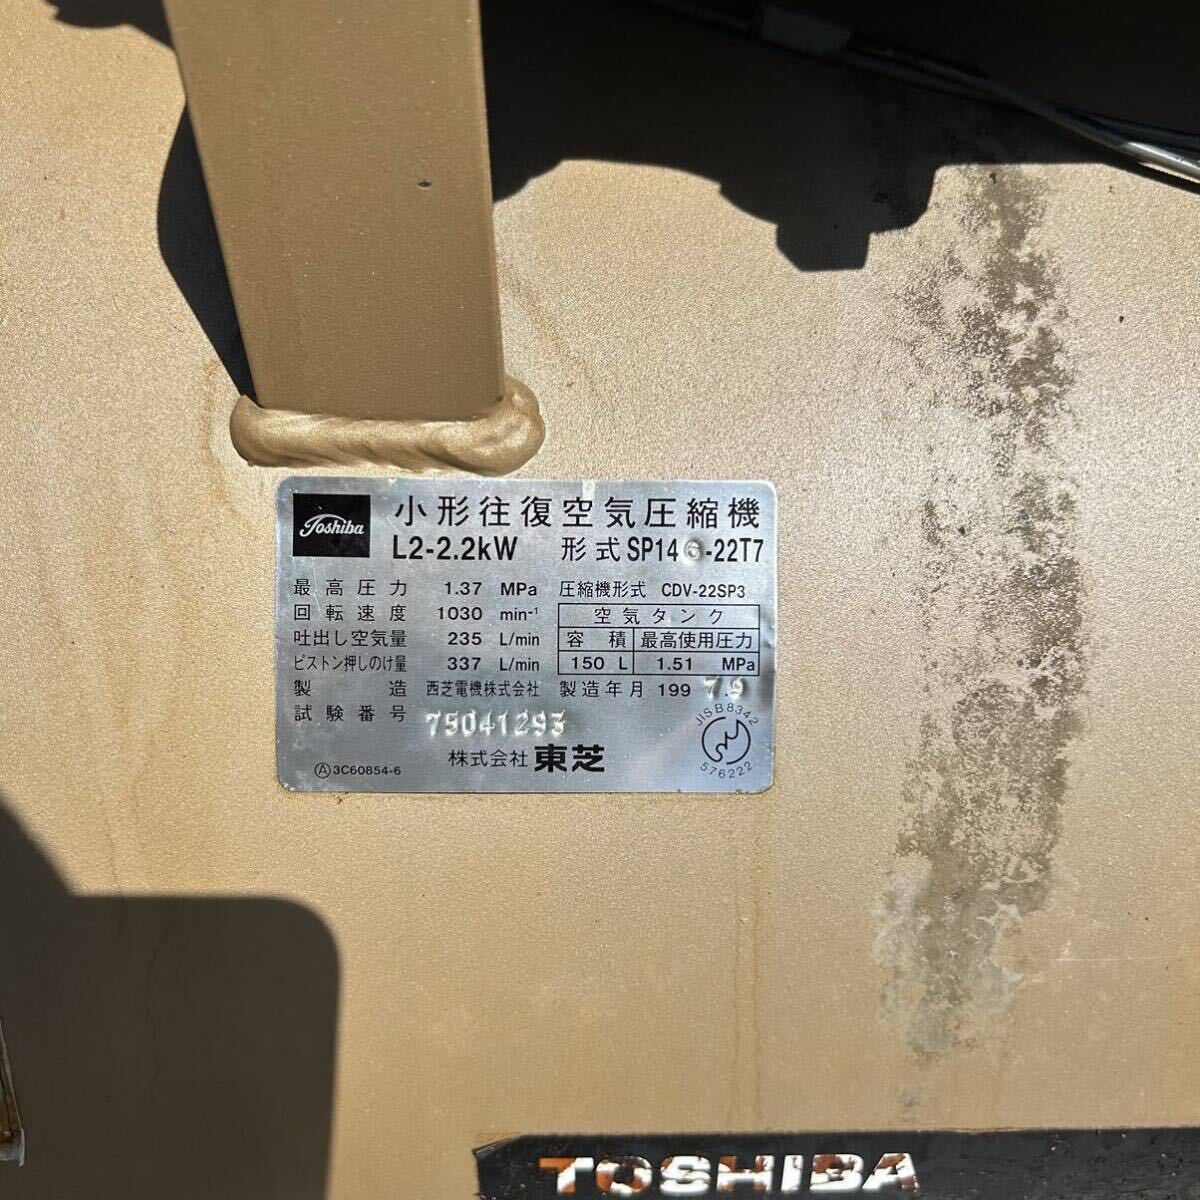 Toshiba
小形往復空気圧縮機
L2-2.2kW 形式 SP146-22T7
最高圧力 1.37 MPa 圧縮機形式 CDV-22SP3
回転速度 1030 min⁻¹ 空気タンク
吐出し空気量 235 L/min 容積 最高使用圧力
ピストン押しのけ量 337 L/min 150 L 1.51 MPa
製造 西芝電機株式会社 製造年月 1997.9
試験番号 75041293
JIS B 8342
576222
株式会社 東芝
Ⓐ3C60854-6
TOSHIBA